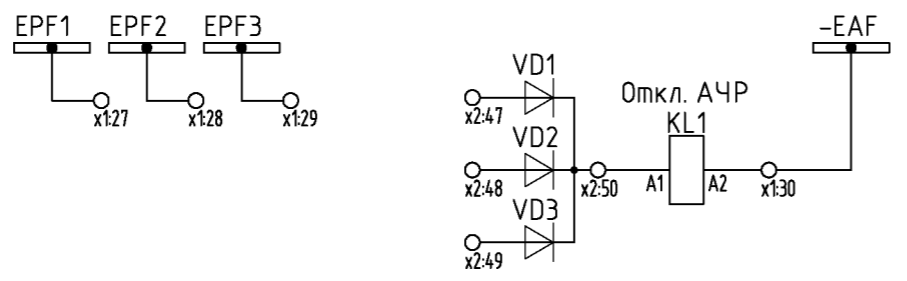 EPF1 EPF2 EPF3
-EAF
x1:27 x1:28 x1:29
VD1
x2:47
VD2
x2:48
VD3
x2:49
x2:50
Откл. АЧР
KL1
A1 A2
x1:30